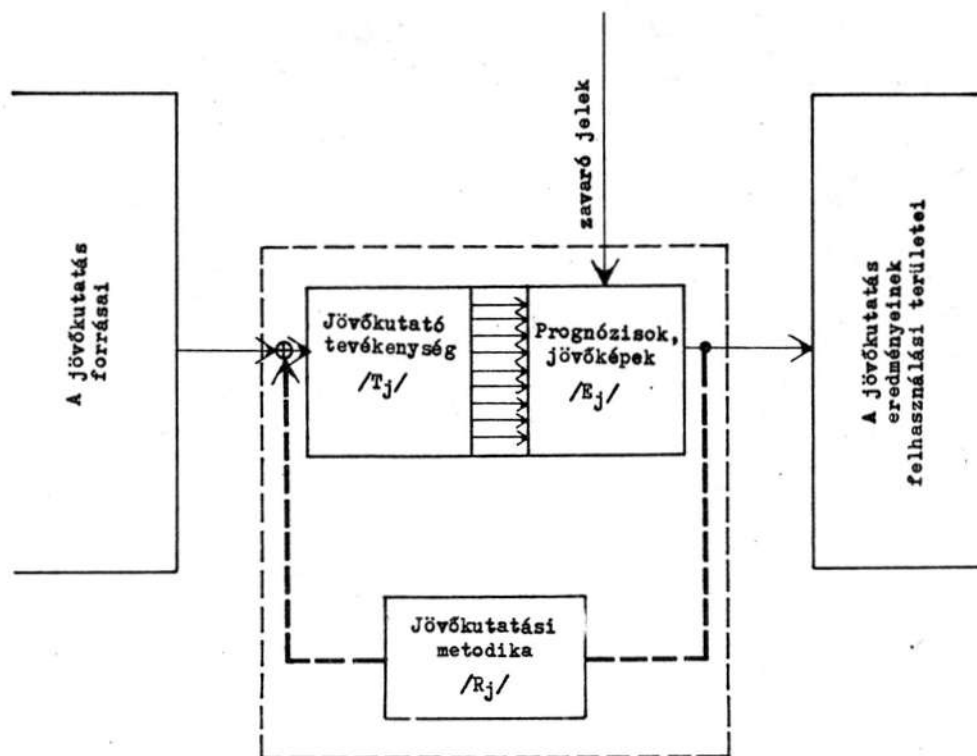 zavaró jelek
A jövőkutatás
forrásai
Jövőkutató
tevékenység
/Tj/
Prognózisok,
jövőképek
/Ej/
A jövőkutatás
eredményeinek
felhasználási területei
Jövőkutatási
metodika
/Rj/